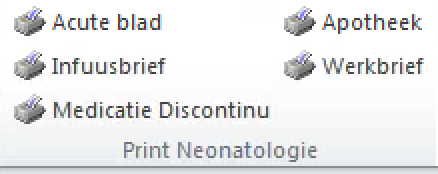 Acute blad
Apotheek
Infuusbrief
Werkbrief
Medicatie Discontinu
Print Neonatologie